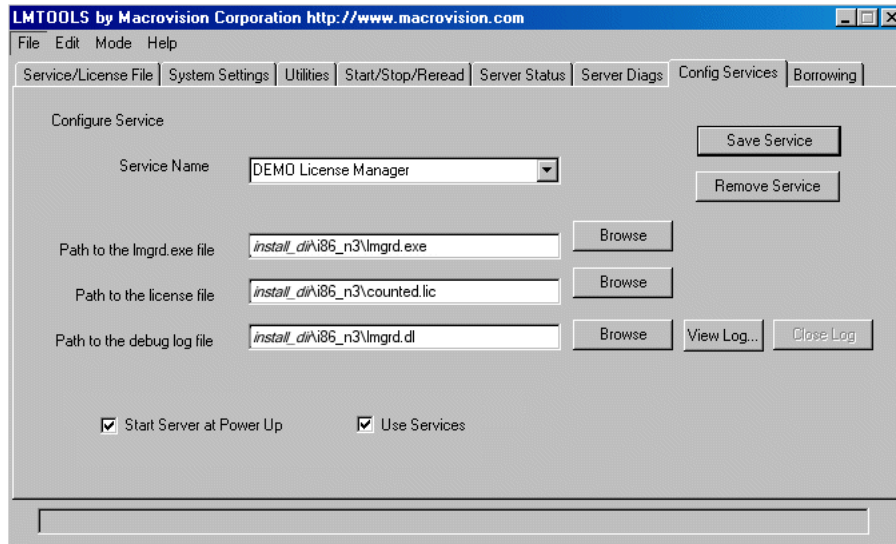 LMTOOLS by Macrovision Corporation http://www.macrovision.com
File Edit Mode Help
Service/License File System Settings Utilities Start/Stop/Reread Server Status Server Diags Config Services Borrowing
Configure Service
Save Service
Service Name DEMO License Manager
Remove Service
Path to the lmgrd.exe file install_dir\i86_n3\lmgrd.exe Browse
Path to the license file install_dir\i86_n3\counted.lic Browse
Path to the debug log file install_dir\i86_n3\lmgrd.dl Browse View Log... Close Log
Start Server at Power Up Use Services